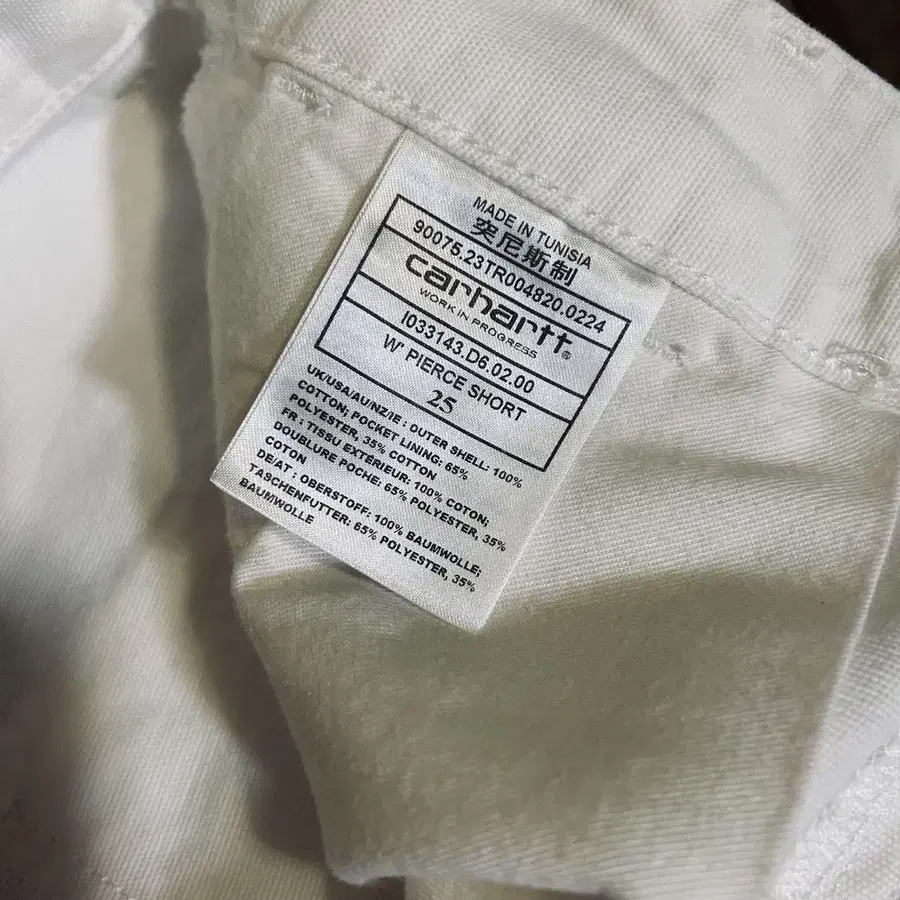 MADE IN TUNISIA
突尼斯制
90075.23TR004820.0224
carhartt®
WORK IN PROGRESS
I033143.D6.02.00
W' PIERCE SHORT
25
UK/USA/AU/NZ/IE : OUTER SHELL: 100%
COTTON; POCKET LINING: 65%
POLYESTER, 35% COTTON
FR : TISSU EXTÉRIEUR: 100% COTON;
DOUBLURE POCHE: 65% POLYESTER, 35%
COTON
DE/AT : OBERSTOFF: 100% BAUMWOLLE;
TASCHENFUTTER: 65% POLYESTER, 35%
BAUMWOLLE